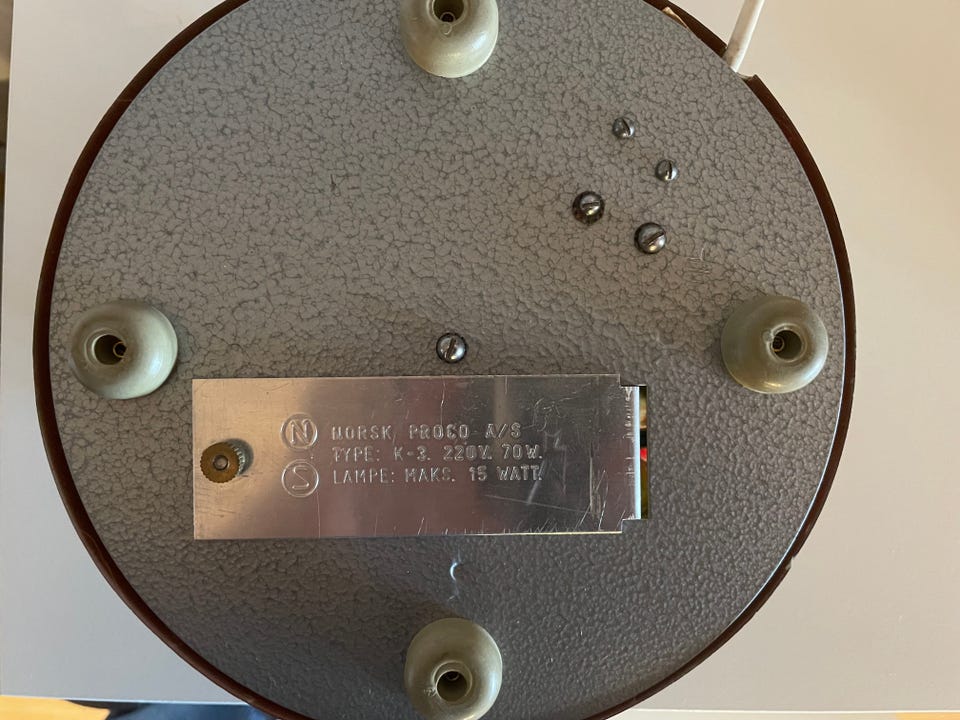 N NORSK PROCO A/S
TYPE: K-3. 220V. 70W.
S LAMPE: MAKS. 15 WATT.